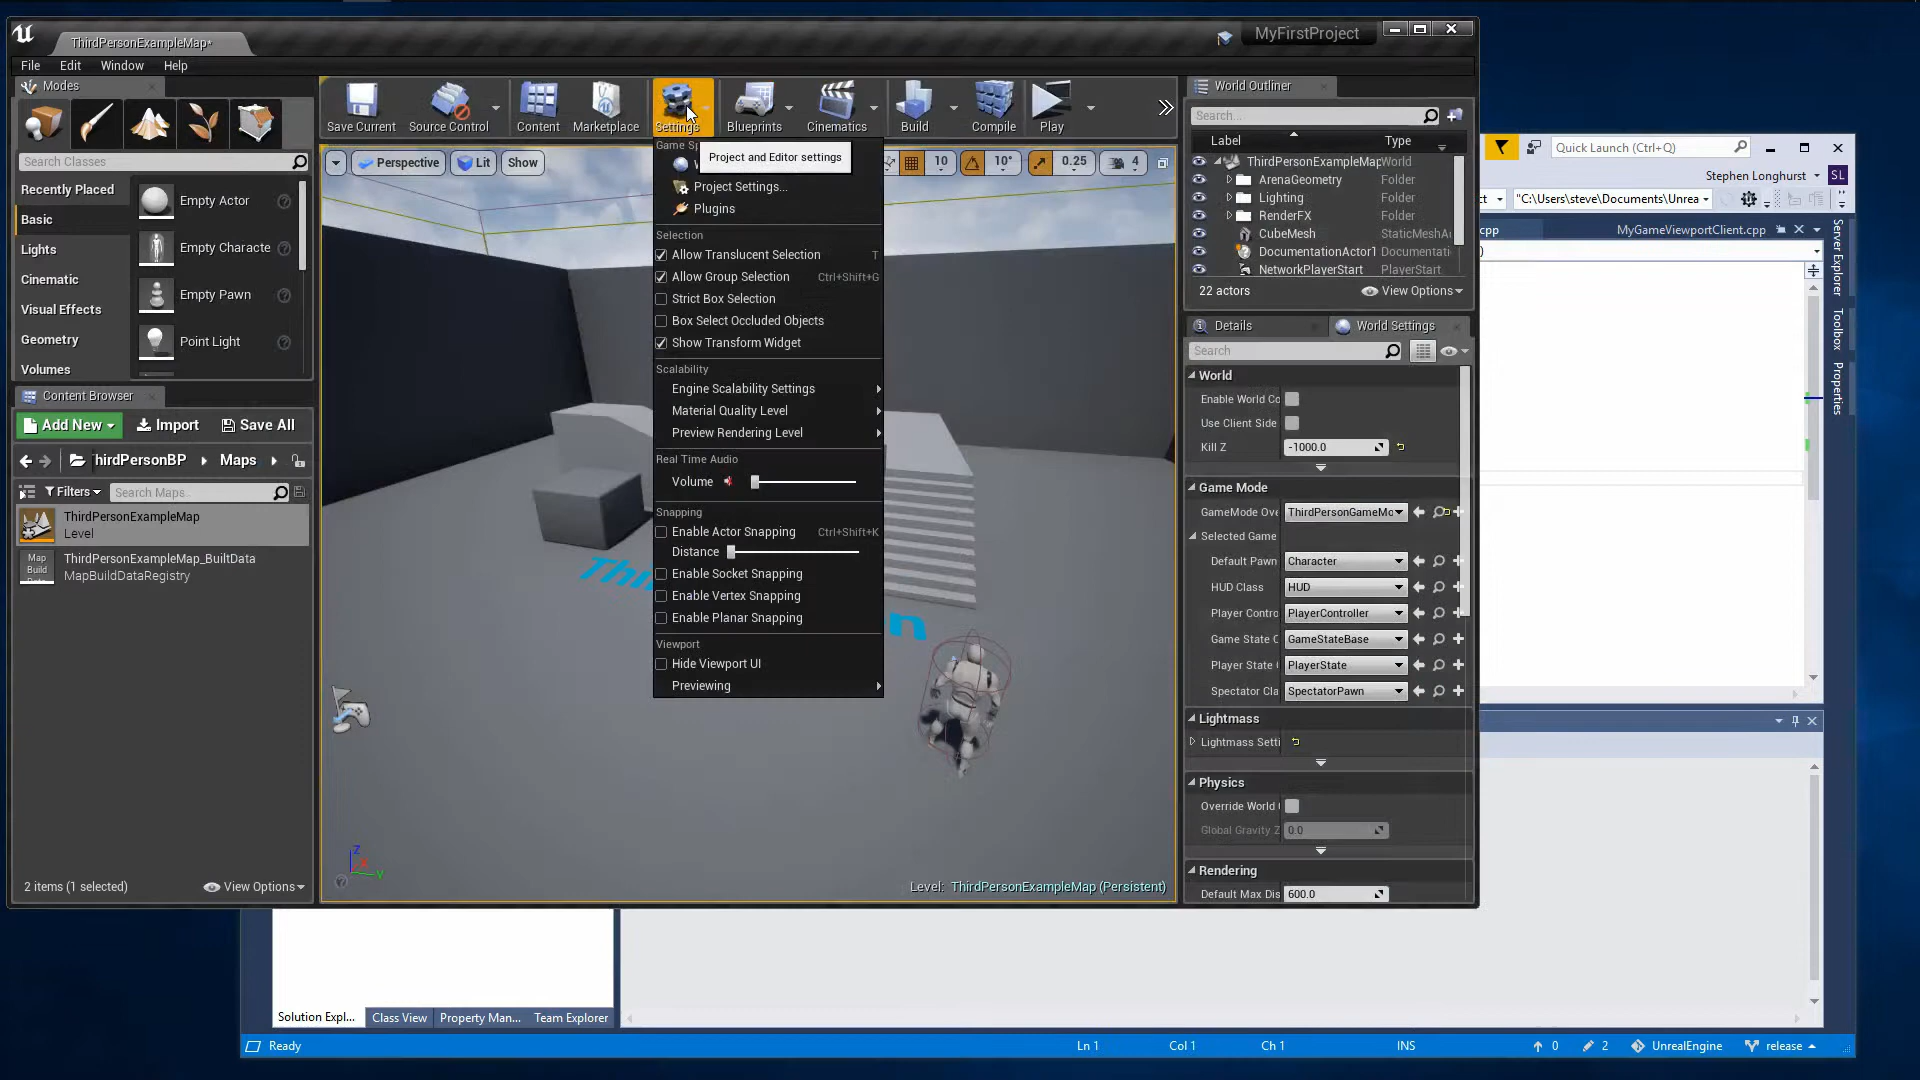 ThirdPersonExampleMap*
MyFirstProject
File Edit Window Help
Modes
Search Classes
Recently Placed
Basic
Lights
Cinematic
Visual Effects
Geometry
Volumes
Empty Actor
Empty Characte
Empty Pawn
Point Light
Content Browser
Add New Import Save All
hirdPersonBP Maps
Filters Search Maps
ThirdPersonExampleMap
Level
Map Build
ThirdPersonExampleMap_BuiltData
MapBuildDataRegistry
2 items (1 selected) View Options
Save Current Source Control Content Marketplace Settings Blueprints Cinematics Build Compile Play
Perspective Lit Show
10 10° 0.25 4
Project and Editor settings
Project Settings...
Plugins
Selection
Allow Translucent Selection T
Allow Group Selection Ctrl+Shift+G
Strict Box Selection
Box Select Occluded Objects
Show Transform Widget
Scalability
Engine Scalability Settings
Material Quality Level
Preview Rendering Level
Real Time Audio
Volume
Snapping
Enable Actor Snapping Ctrl+Shift+K
Distance
Enable Socket Snapping
Enable Vertex Snapping
Enable Planar Snapping
Viewport
Hide Viewport UI
Previewing
Thi
n
Level: ThirdPersonExampleMap (Persistent)
World Outliner
Search...
Label Type
ThirdPersonExampleMap World
ArenaGeometry Folder
Lighting Folder
RenderFX Folder
CubeMesh StaticMeshA
DocumentationActor1 Documentati
NetworkPlayerStart PlayerStart
22 actors View Options
Details World Settings
Search
World
Enable World Co
Use Client Side
Kill Z -1000.0
Game Mode
GameMode Ove ThirdPersonGameMo
Selected Game
Default Pawn Character
HUD Class HUD
Player Contro PlayerController
Game State C GameStateBase
Player State PlayerState
Spectator Cla SpectatorPawn
Lightmass
Lightmass Setti
Physics
Override World
Global Gravity Z 0.0
Rendering
Default Max Dis 600.0
Quick Launch (Ctrl+Q)
Stephen Longhurst SL
"C:\Users\steve\Documents\Unrea
cpp MyGameViewportClient.cpp
Server Explorer
Toolbox
Properties
Solution Expl... Class View Property Man... Team Explorer
Ready Ln 1 Col 1 Ch 1 INS 0 2 UnrealEngine release